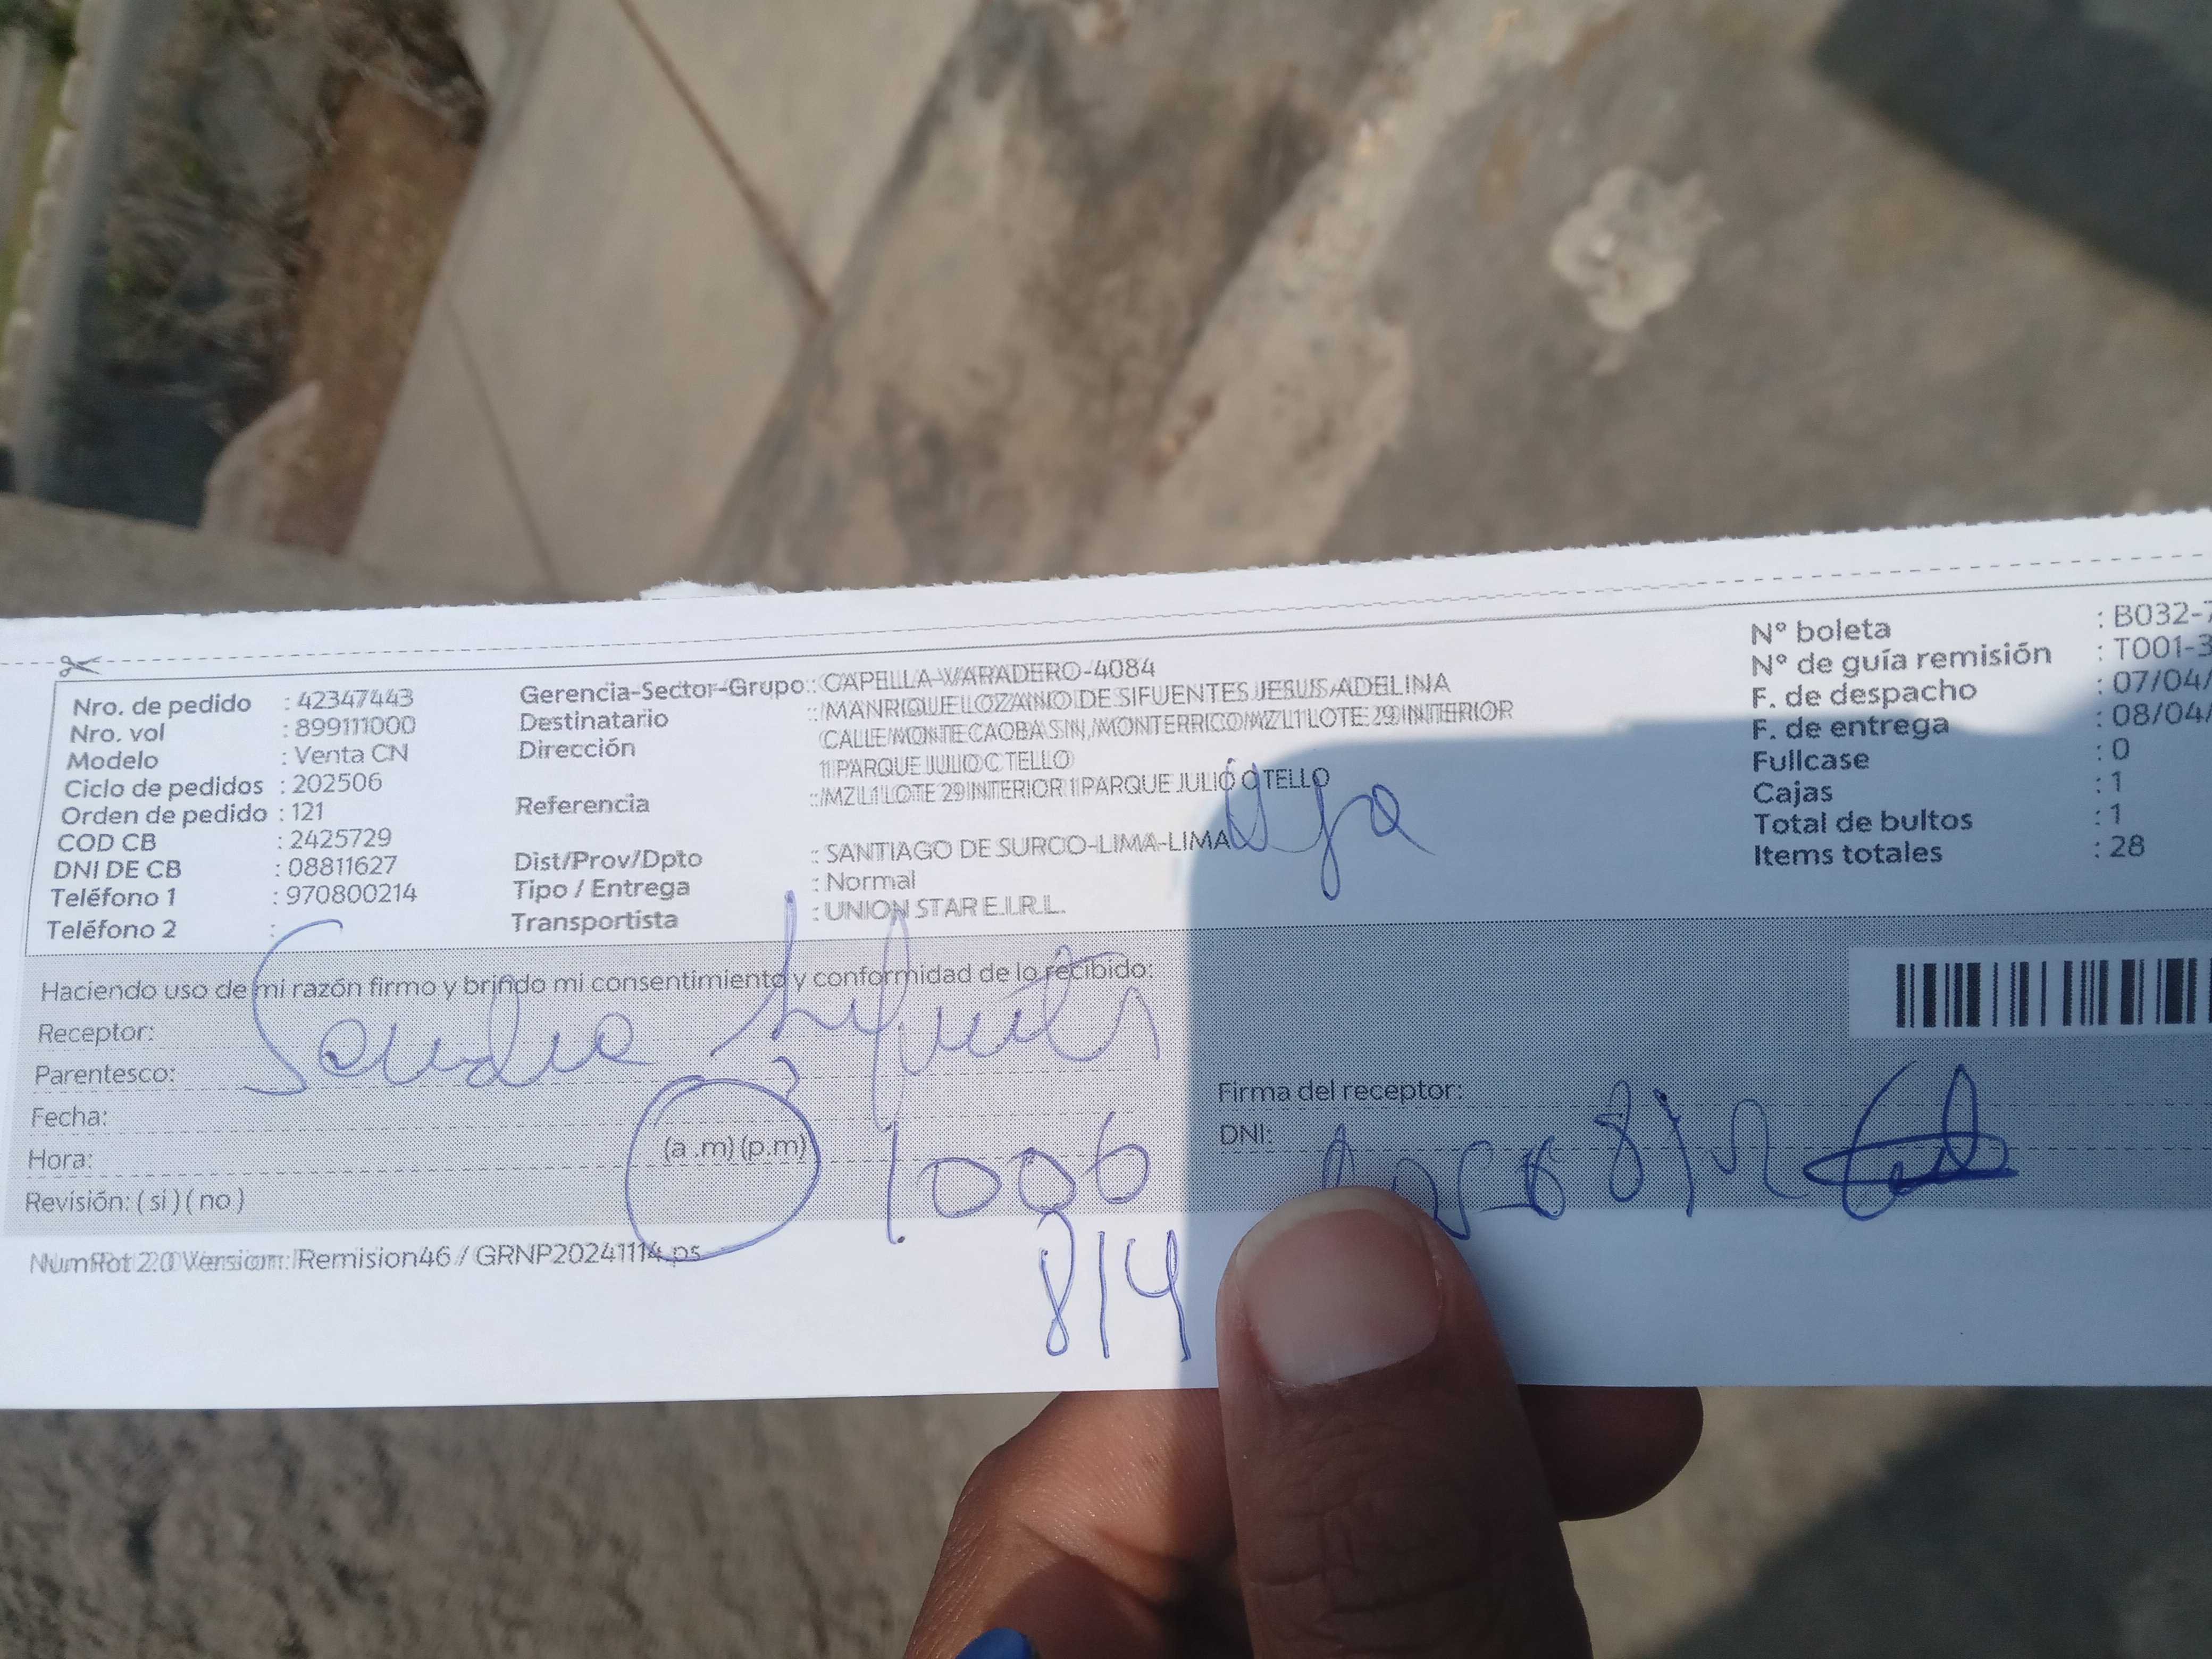 Nro. de pedido : 42347443
Nro. vol : 899111000
Modelo : Venta CN
Ciclo de pedidos : 202506
Orden de pedido : 121
COD CB : 2425729
DNI DE CB : 08811627
Teléfono 1 : 970800214
Teléfono 2 :
Gerencia-Sector-Grupo : CAPELLA-VARADERO-4084
Destinatario : MANRIQUE LOZANO DE SIFUENTES JESUS ADELINA
Dirección CALLE MONTE CAOBA SN, MONTERRICO MZ L1 LOTE 29 INTERIOR
1 PARQUE JULIO C TELLO
Referencia : MZ L1 LOTE 29 INTERIOR 1 PARQUE JULIO C TELLO
Dist/Prov/Dpto : SANTIAGO DE SURCO-LIMA-LIMA
Tipo / Entrega : Normal
Transportista : UNION STAR E.I.R.L.
N° boleta : B032-7
N° de guía remisión : T001-3
F. de despacho : 07/04/
F. de entrega : 08/04/
Fullcase : 0
Cajas : 1
Total de bultos : 1
Items totales : 28
Hija
Haciendo uso de mi razón firmo y brindo mi consentimiento y conformidad de lo recibido:
Receptor: Sandra Sifuentes
Parentesco:
Fecha:
Hora: (a .m) (p.m) 1006
Revisión: ( si ) ( no )
Firma del receptor:
DNI:
8/4
NumRot 2.0 Version: Remision46 / GRNP20241114.ps